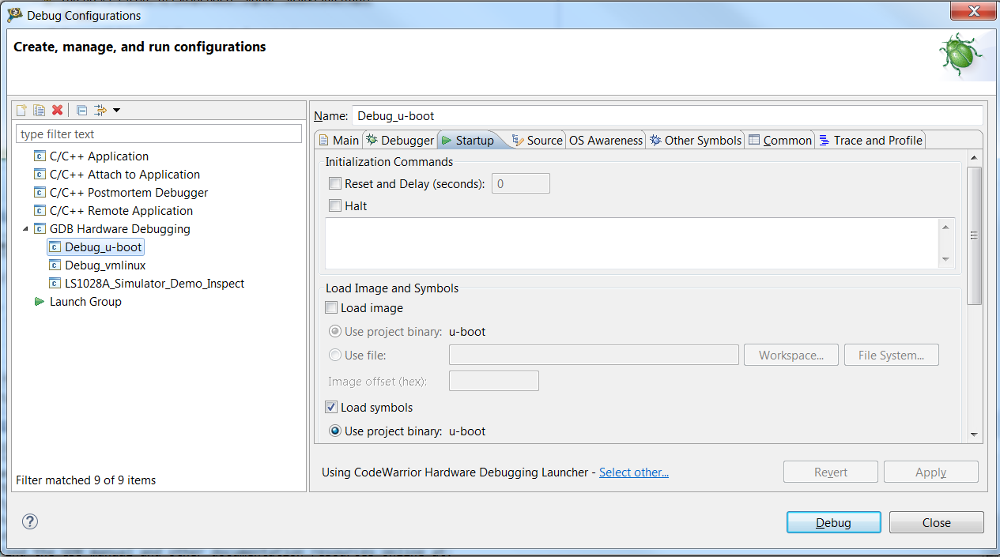 Debug Configurations
Create, manage, and run configurations
type filter text
C/C++ Application
C/C++ Attach to Application
C/C++ Postmortem Debugger
C/C++ Remote Application
GDB Hardware Debugging
Debug_u-boot
Debug_vmlinux
LS1028A_Simulator_Demo_Inspect
Launch Group
Filter matched 9 of 9 items
Name: Debug_u-boot
Main Debugger Startup Source OS Awareness Other Symbols Common Trace and Profile
Initialization Commands
Reset and Delay (seconds): 0
Halt
Load Image and Symbols
Load image
Use project binary: u-boot
Use file: Workspace... File System...
Image offset (hex):
Load symbols
Use project binary: u-boot
Using CodeWarrior Hardware Debugging Launcher - Select other... Revert Apply
Debug Close